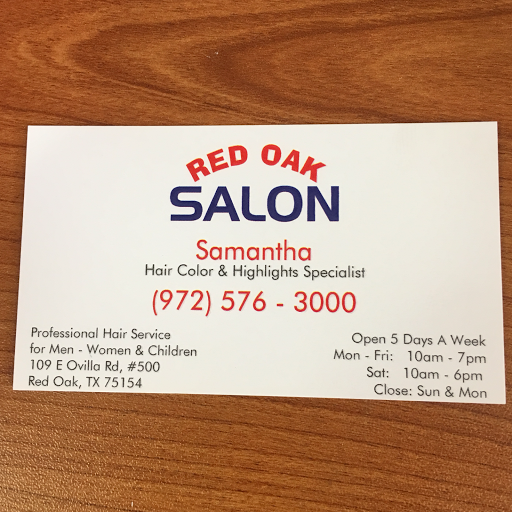 RED OAK
SALON
Samantha
Hair Color & Highlights Specialist
(972) 576 - 3000
Professional Hair Service
for Men - Women & Children
109 E Ovilla Rd, #500
Red Oak, TX 75154
Open 5 Days A Week
Mon - Fri: 10am - 7pm
Sat: 10am - 6pm
Close: Sun & Mon